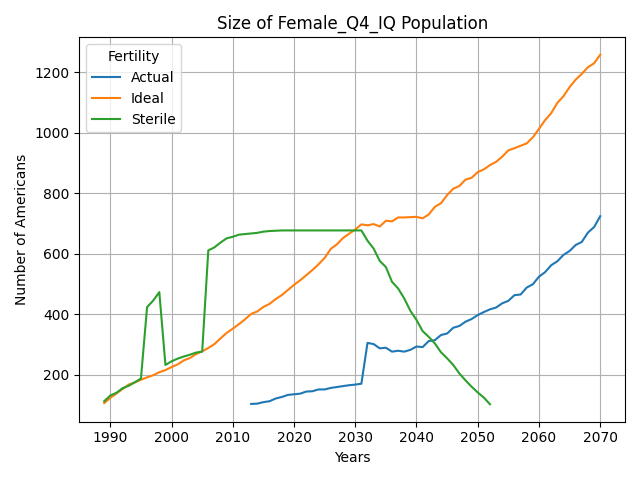 Size of Female_Q4_IQ Population
Fertility
Actual
Ideal
Sterile
Number of Americans
1200
1000
800
600
400
200
1990 2000 2010 2020 2030 2040 2050 2060 2070
Years